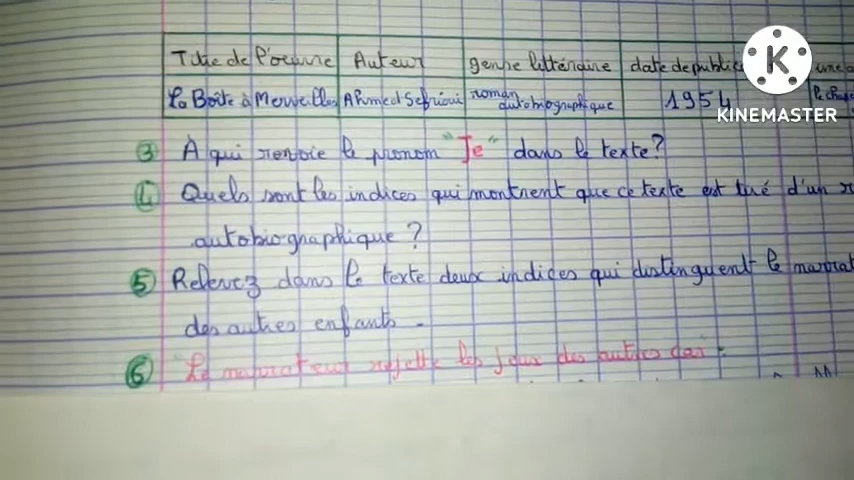 Titre de l'oeuvre Auteur genre littéraire date de public
La Boîte à Merveilles Ahmed Sefrioui roman autobiographique 1954
K
KINEMASTER
3 À qui renvoie le pronom "Je" dans le texte?
4 Quels sont les indices qui montrent que ce texte est tiré d'un
autobiographique ?
5 Relevez dans le texte deux indices qui distinguent le narrat
des autres enfants.
6 Le narrateur rejette les jeux des autres